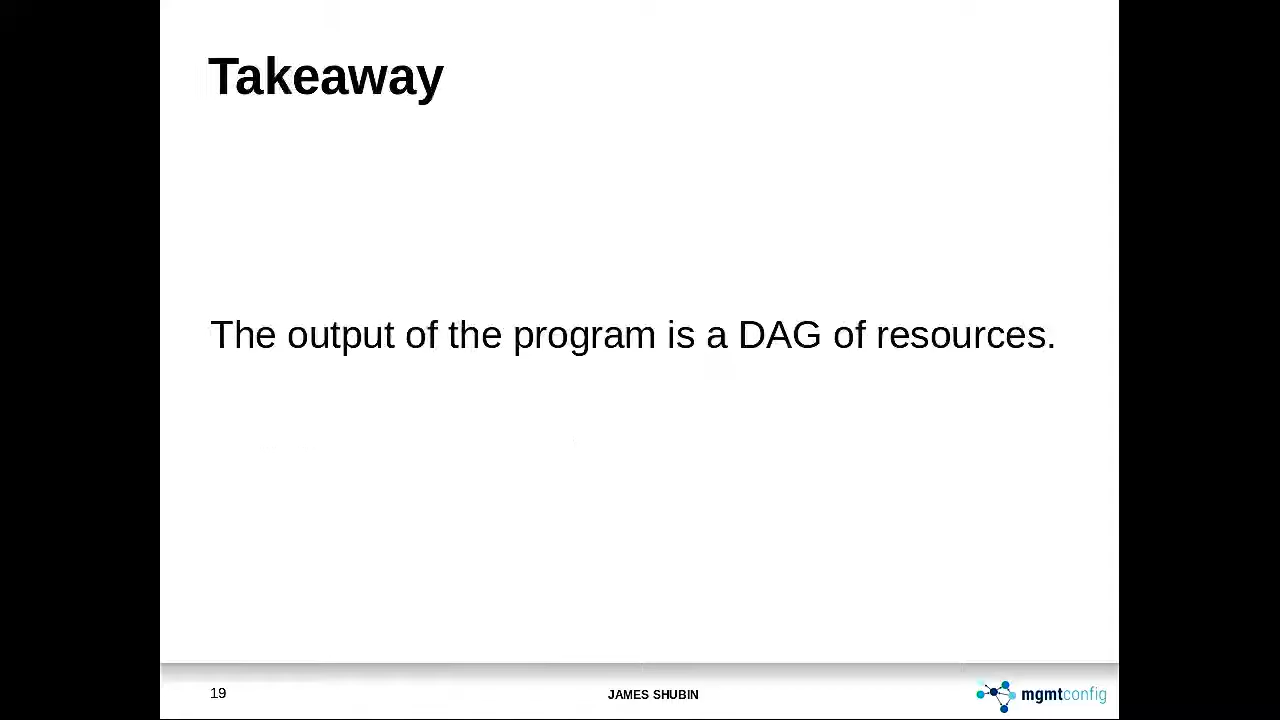 Takeaway
The output of the program is a DAG of resources.
19
JAMES SHUBIN
mgmtconfig